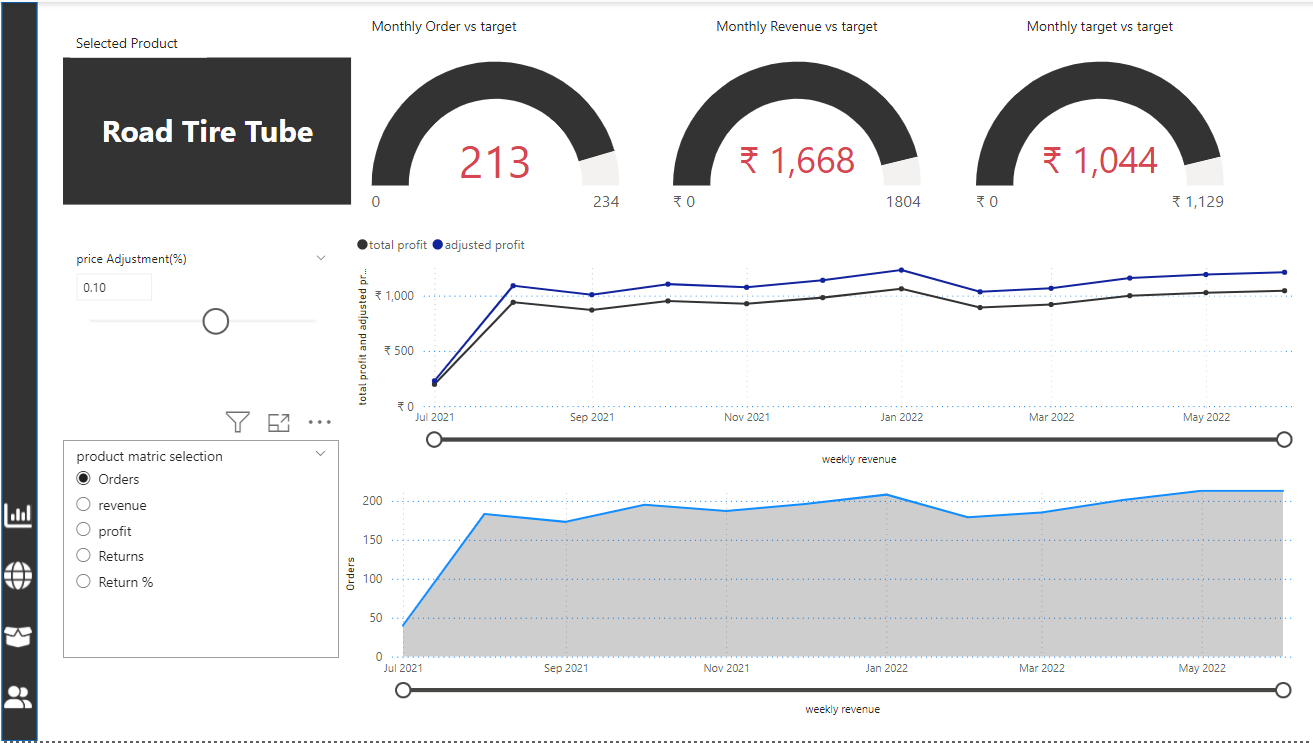 Selected Product
Road Tire Tube
Monthly Order vs target
213
0
234
Monthly Revenue vs target
₹ 1,668
₹ 0
1804
Monthly target vs target
₹ 1,044
₹ 0
₹ 1,129
price Adjustment(%)
0.10
product matric selection
Orders
revenue
profit
Returns
Return %
total profit
adjusted profit
total profit and adjusted pr...
₹ 1,000
₹ 500
₹ 0
Jul 2021
Sep 2021
Nov 2021
Jan 2022
Mar 2022
May 2022
weekly revenue
Orders
200
150
100
50
0
Jul 2021
Sep 2021
Nov 2021
Jan 2022
Mar 2022
May 2022
weekly revenue